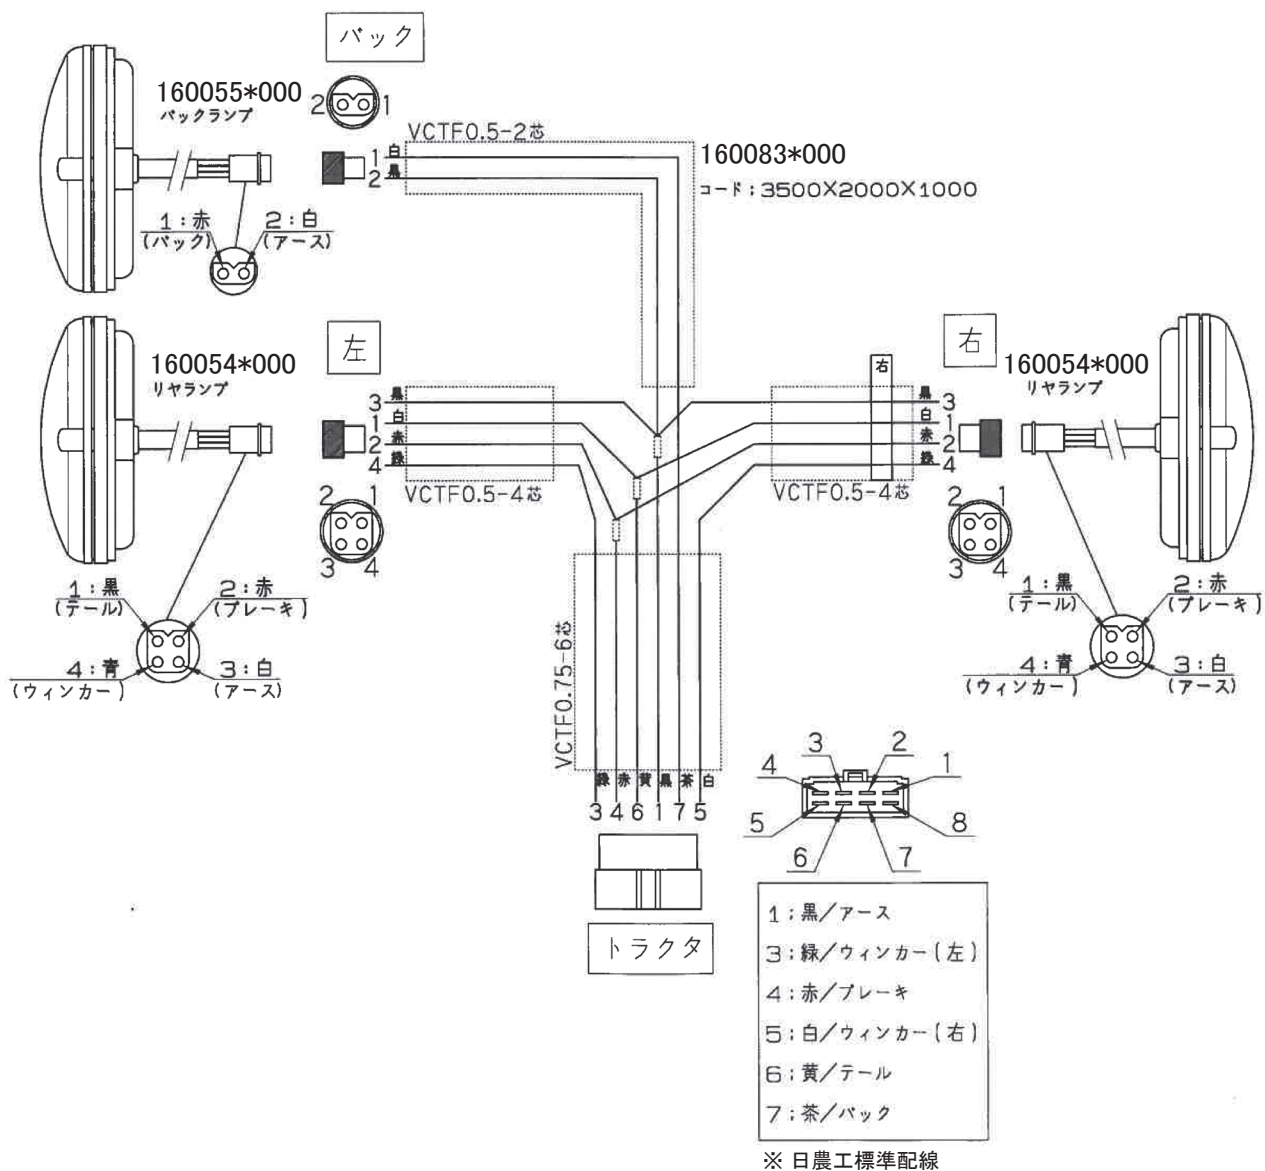 バック
160055*000
バックランプ
2 1
VCTF0.5-2芯
1 白
2 黒
160083*000
コード：3500X2000X1000
1：赤
(バック)
2：白
(アース)
左
160054*000
リヤランプ
3 黒
1 白
2 赤
4 緑
VCTF0.5-4芯
2 1
3 4
1：黒
(テール)
2：赤
(ブレーキ)
4：青
(ウィンカー)
3：白
(アース)
右
右
160054*000
リヤランプ
黒 3
白 1
赤 2
緑 4
VCTF0.5-4芯
2 1
3 4
1：黒
(テール)
2：赤
(ブレーキ)
4：青
(ウィンカー)
3：白
(アース)
VCTF0.75-6芯
緑 赤 黄 黒 茶 白
3 4 6 1 7 5
トラクタ
4 3 2 1
5 6 7 8
1；黒／アース
3；緑／ウィンカー(左)
4；赤／ブレーキ
5；白／ウィンカー(右)
6；黄／テール
7；茶／バック
※ 日農工標準配線